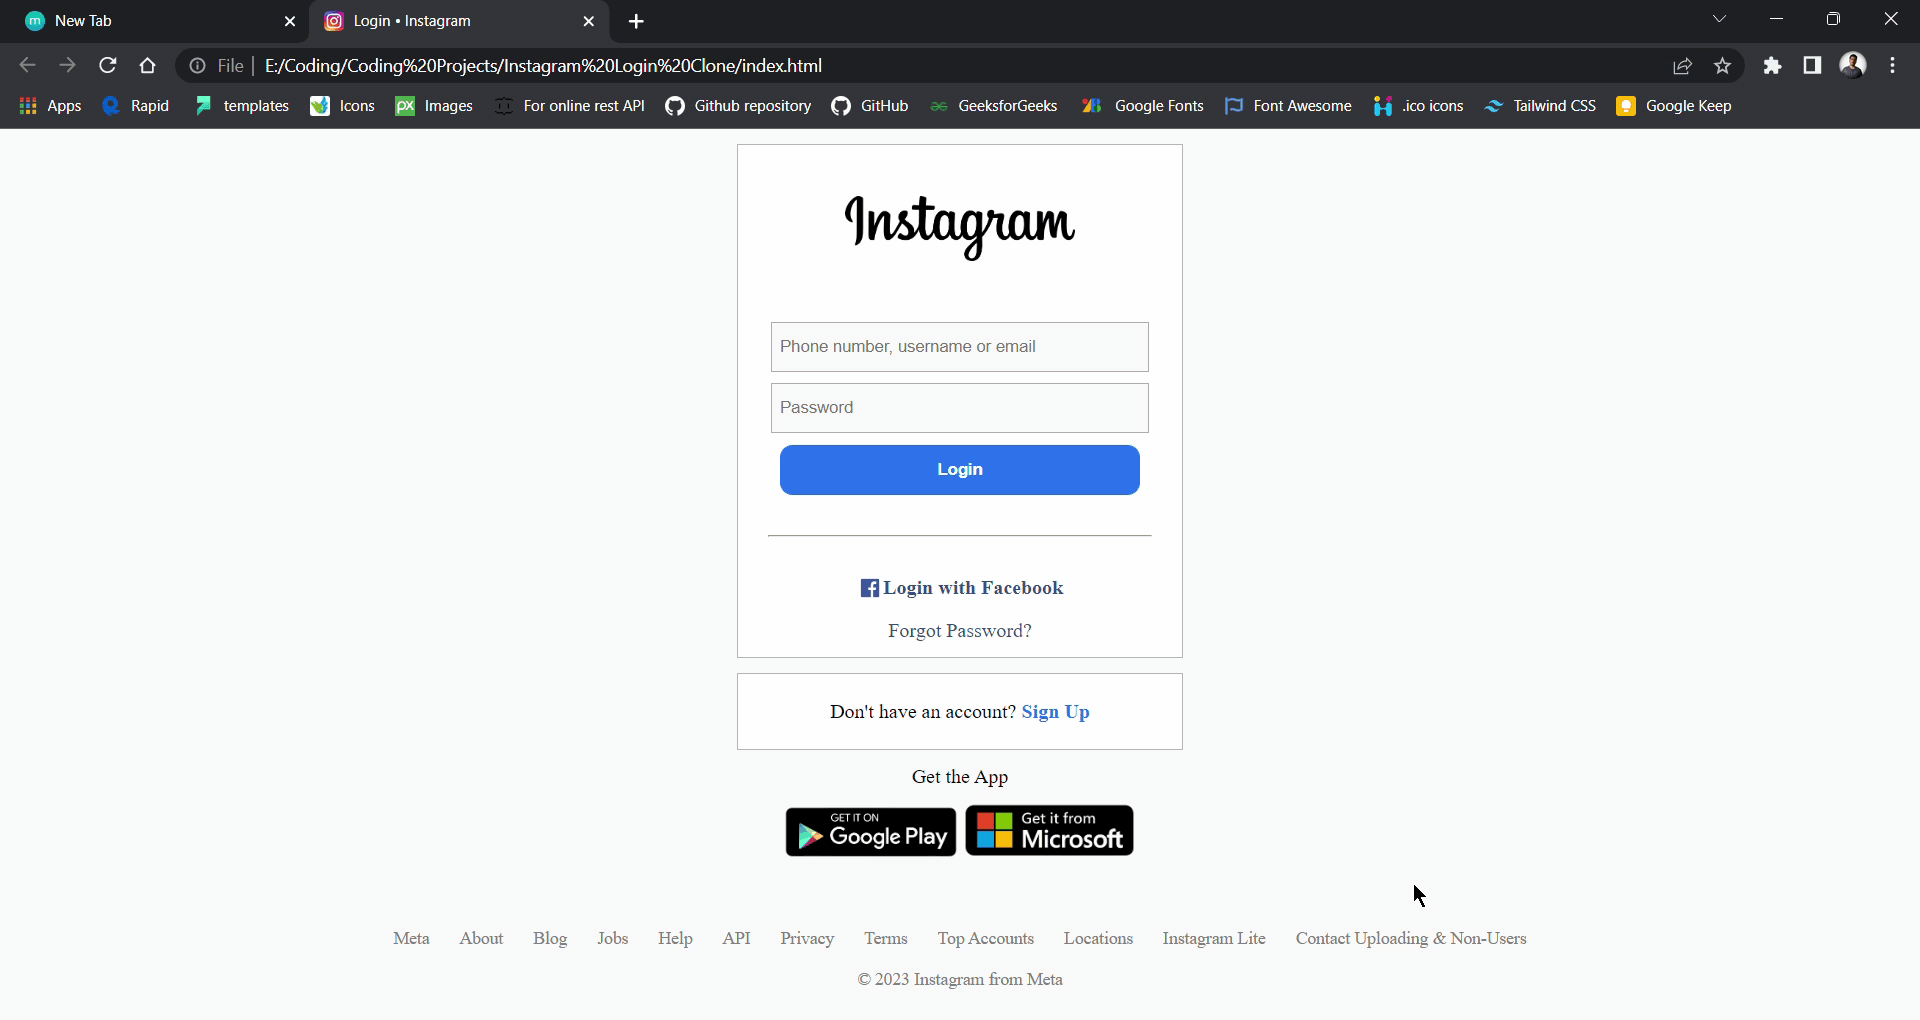 New Tab
Login • Instagram
File | E:/Coding/Coding%20Projects/Instagram%20Login%20Clone/index.html
Apps Rapid templates Icons Images For online rest API Github repository GitHub GeeksforGeeks Google Fonts Font Awesome .ico icons Tailwind CSS Google Keep
Instagram
Phone number, username or email
Password
Login
Login with Facebook
Forgot Password?
Don't have an account? Sign Up
Get the App
GET IT ON
Google Play
Get it from
Microsoft
Meta About Blog Jobs Help API Privacy Terms Top Accounts Locations Instagram Lite Contact Uploading & Non-Users
© 2023 Instagram from Meta